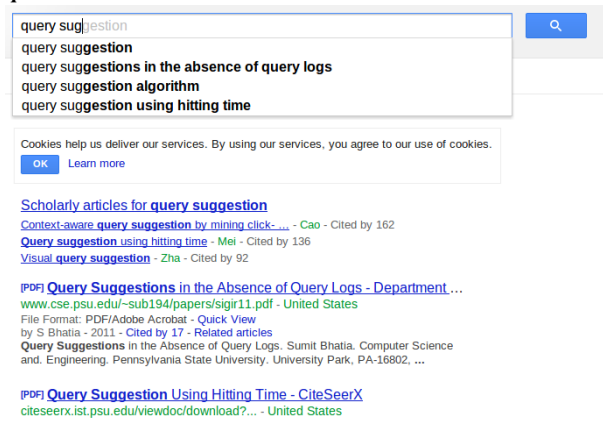 query suggestion
query suggestion
query suggestions in the absence of query logs
query suggestion algorithm
query suggestion using hitting time
Cookies help us deliver our services. By using our services, you agree to our use of cookies.
OK Learn more
Scholarly articles for query suggestion
Context-aware query suggestion by mining click- ... - Cao - Cited by 162
Query suggestion using hitting time - Mei - Cited by 136
Visual query suggestion - Zha - Cited by 92
[PDF] Query Suggestions in the Absence of Query Logs - Department ...
www.cse.psu.edu/~sub194/papers/sigir11.pdf - United States
File Format: PDF/Adobe Acrobat - Quick View
by S Bhatia - 2011 - Cited by 17 - Related articles
Query Suggestions in the Absence of Query Logs. Sumit Bhatia. Computer Science
and. Engineering. Pennsylvania State University. University Park, PA-16802, ...
[PDF] Query Suggestion Using Hitting Time - CiteSeerX
citeseerx.ist.psu.edu/viewdoc/download?... - United States